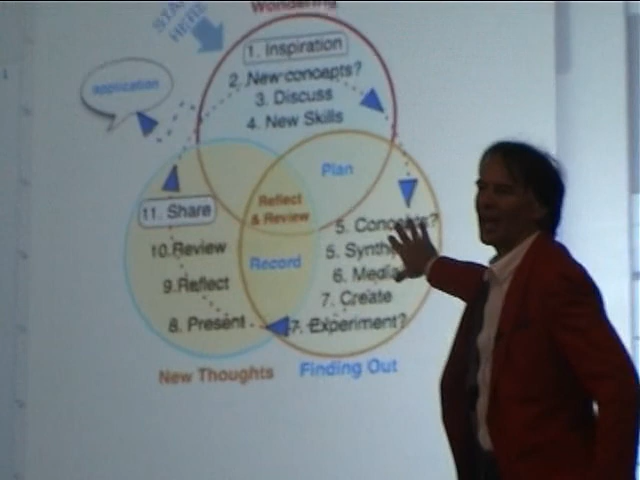 Wondering
START
HERE
1. Inspiration
2. New concepts?
3. Discuss
4. New Skills
application
Plan
Reflect
& Review
11. Share
5. Concepts?
10. Review
5.
Record
6. Media
9. Reflect
7. Create
8. Present
7. Experiment?
New Thoughts
Finding Out